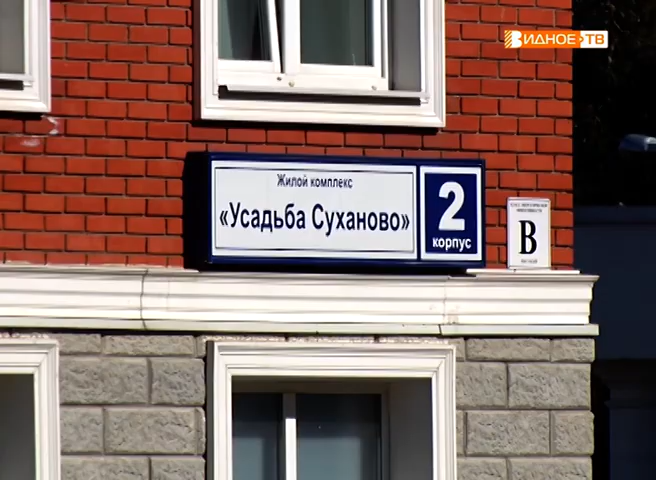 ВИДНОЕ-ТВ
Жилой комплекс
«Усадьба Суханово»
2
корпус
B